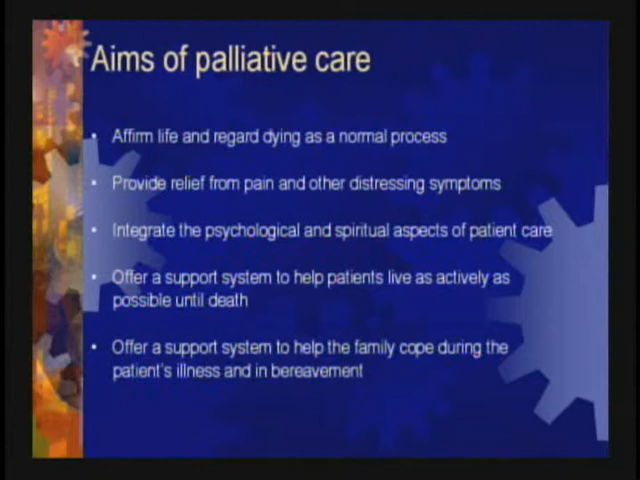 Aims of palliative care
• Affirm life and regard dying as a normal process
• Provide relief from pain and other distressing symptoms
• Integrate the psychological and spiritual aspects of patient care
• Offer a support system to help patients live as actively as
possible until death
• Offer a support system to help the family cope during the
patient's illness and in bereavement